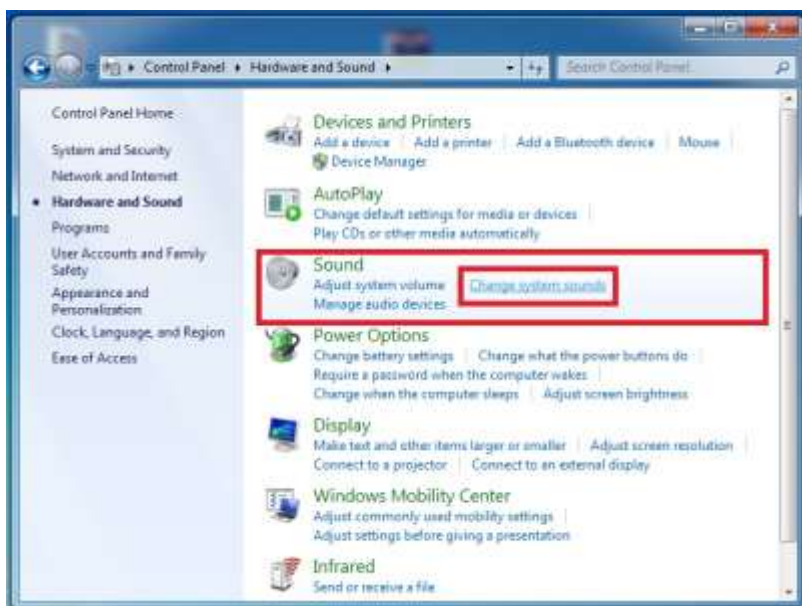 Control Panel Hardware and Sound
Search Control Panel
Control Panel Home
System and Security
Network and Internet
Hardware and Sound
Programs
User Accounts and Family
Safety
Appearance and
Personalization
Clock, Language, and Region
Ease of Access
Devices and Printers
Add a device Add a printer Add a Bluetooth device Mouse
Device Manager
AutoPlay
Change default settings for media or devices
Play CDs or other media automatically
Sound
Adjust system volume Change system sounds
Manage audio devices
Power Options
Change battery settings Change what the power buttons do
Require a password when the computer wakes
Change when the computer sleeps Adjust screen brightness
Display
Make text and other items larger or smaller Adjust screen resolution
Connect to a projector Connect to an external display
Windows Mobility Center
Adjust commonly used mobility settings
Adjust settings before giving a presentation
Infrared
Send or receive a file